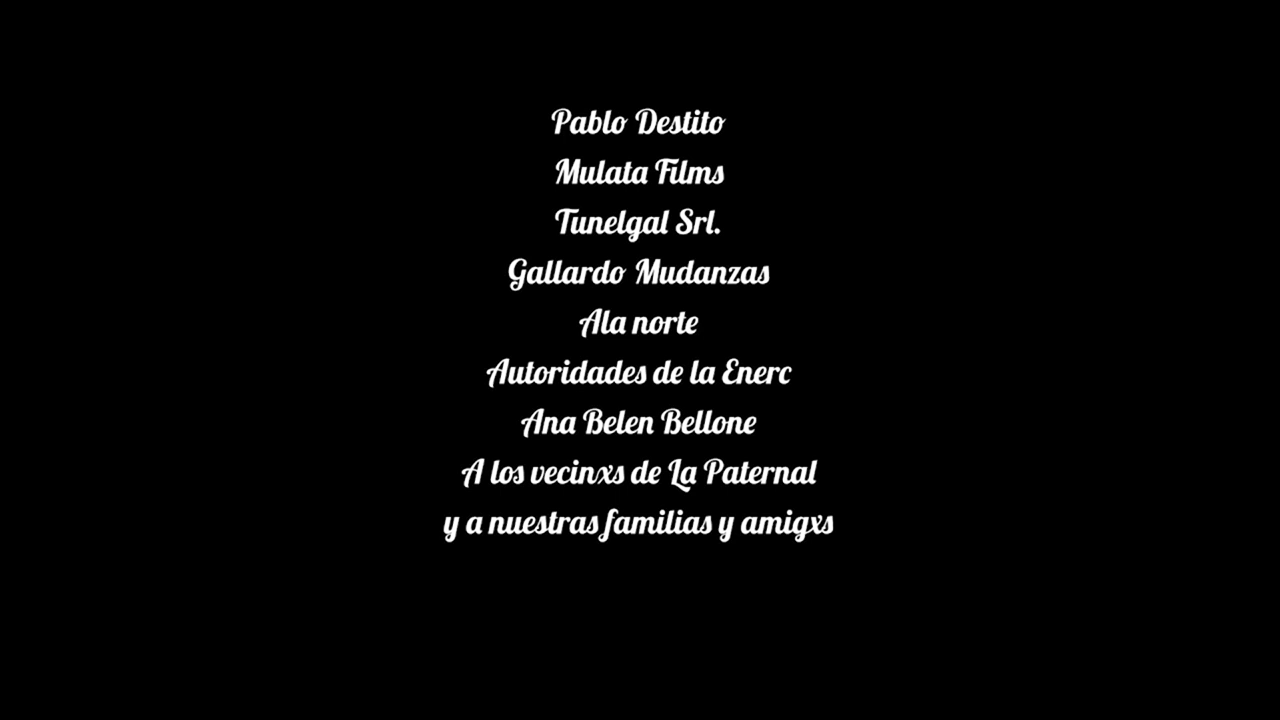 Pablo Destito
Mulata Films
Tunelgal Srl.
Gallardo Mudanzas
Ala norte
Autoridades de la Enerc
Ana Belen Bellone
A los vecinxs de La Paternal
y a nuestras familias y amigxs